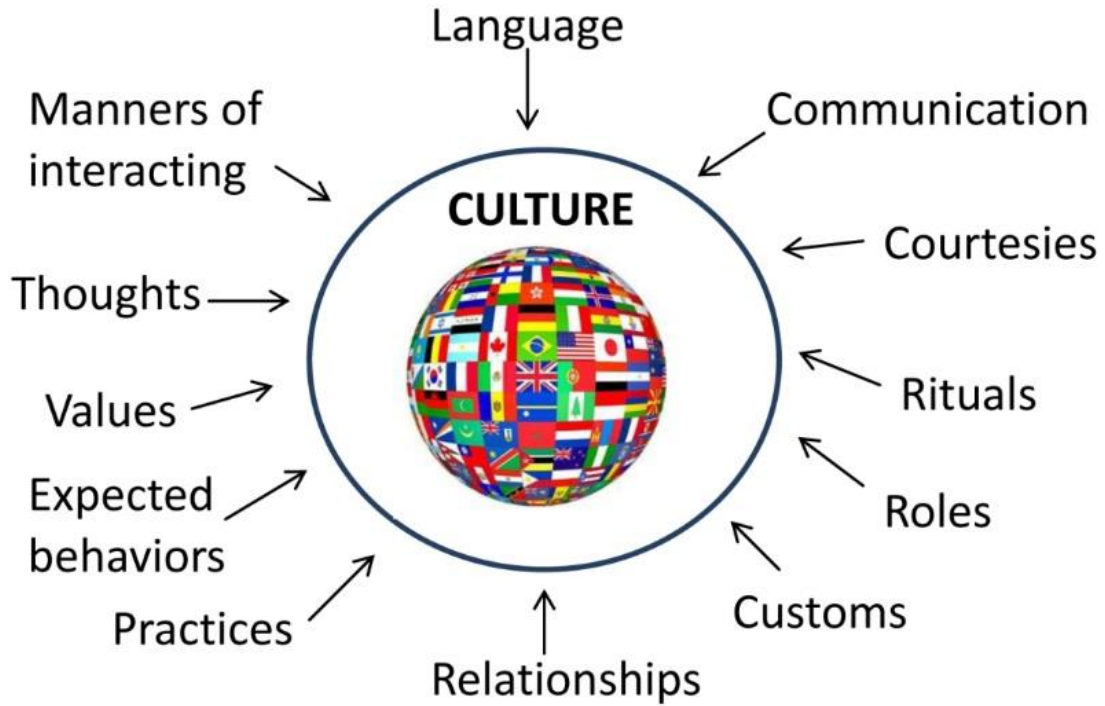 Language
Communication
Courtesies
Rituals
Roles
Customs
Relationships
Practices
Expected
behaviors
Values
Thoughts
Manners of
interacting
CULTURE